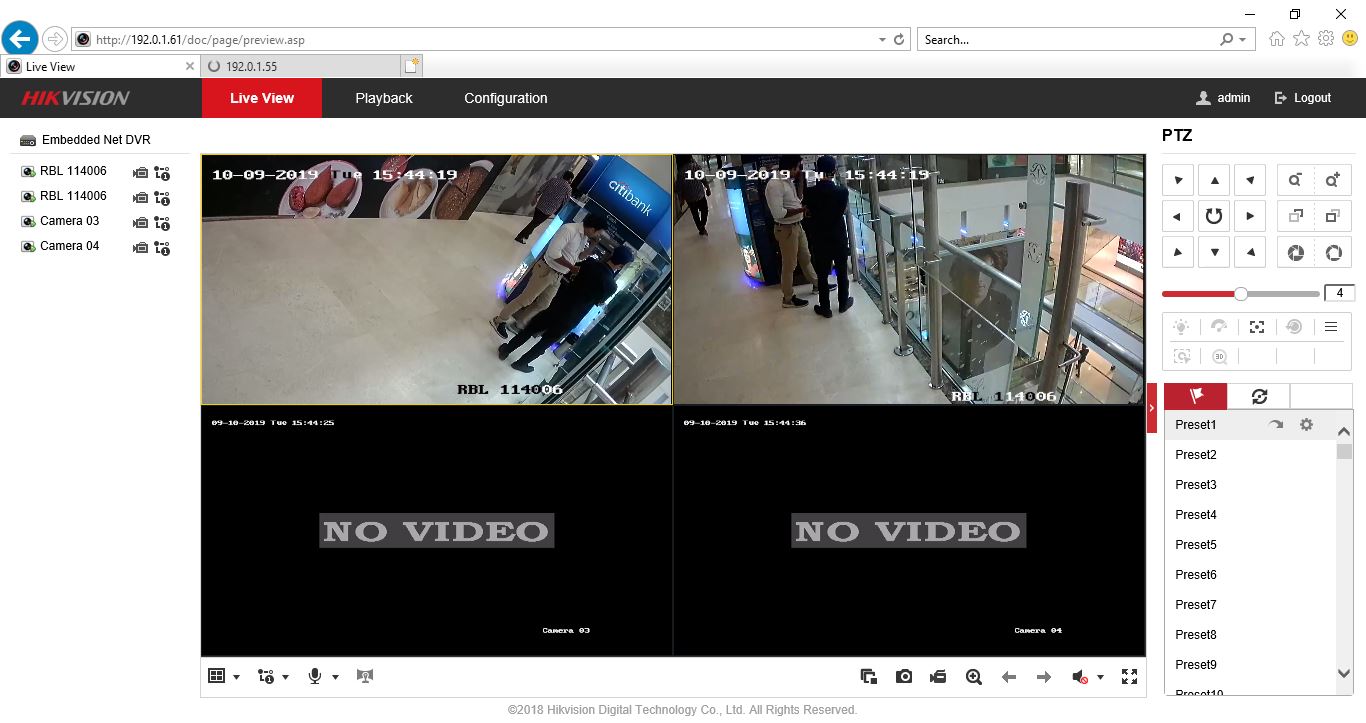 http://192.0.1.61/doc/page/preview.asp
Search...
Live View
192.0.1.55
HIKVISION
Live View
Playback
Configuration
admin
Logout
Embedded Net DVR
RBL 114006
RBL 114006
Camera 03
Camera 04
10-09-2019 Tue 15:44:19
citibank
RBL 114006
10-09-2019 Tu 15:44:19
RBL 114006
09-10-2019 Tue 15:44:25
NO VIDEO
Camera 03
09-10-2019 Tue 15:44:36
NO VIDEO
Camera 04
PTZ
4
3D
Preset1
Preset2
Preset3
Preset4
Preset5
Preset6
Preset7
Preset8
Preset9
Preset10
©2018 Hikvision Digital Technology Co., Ltd. All Rights Reserved.